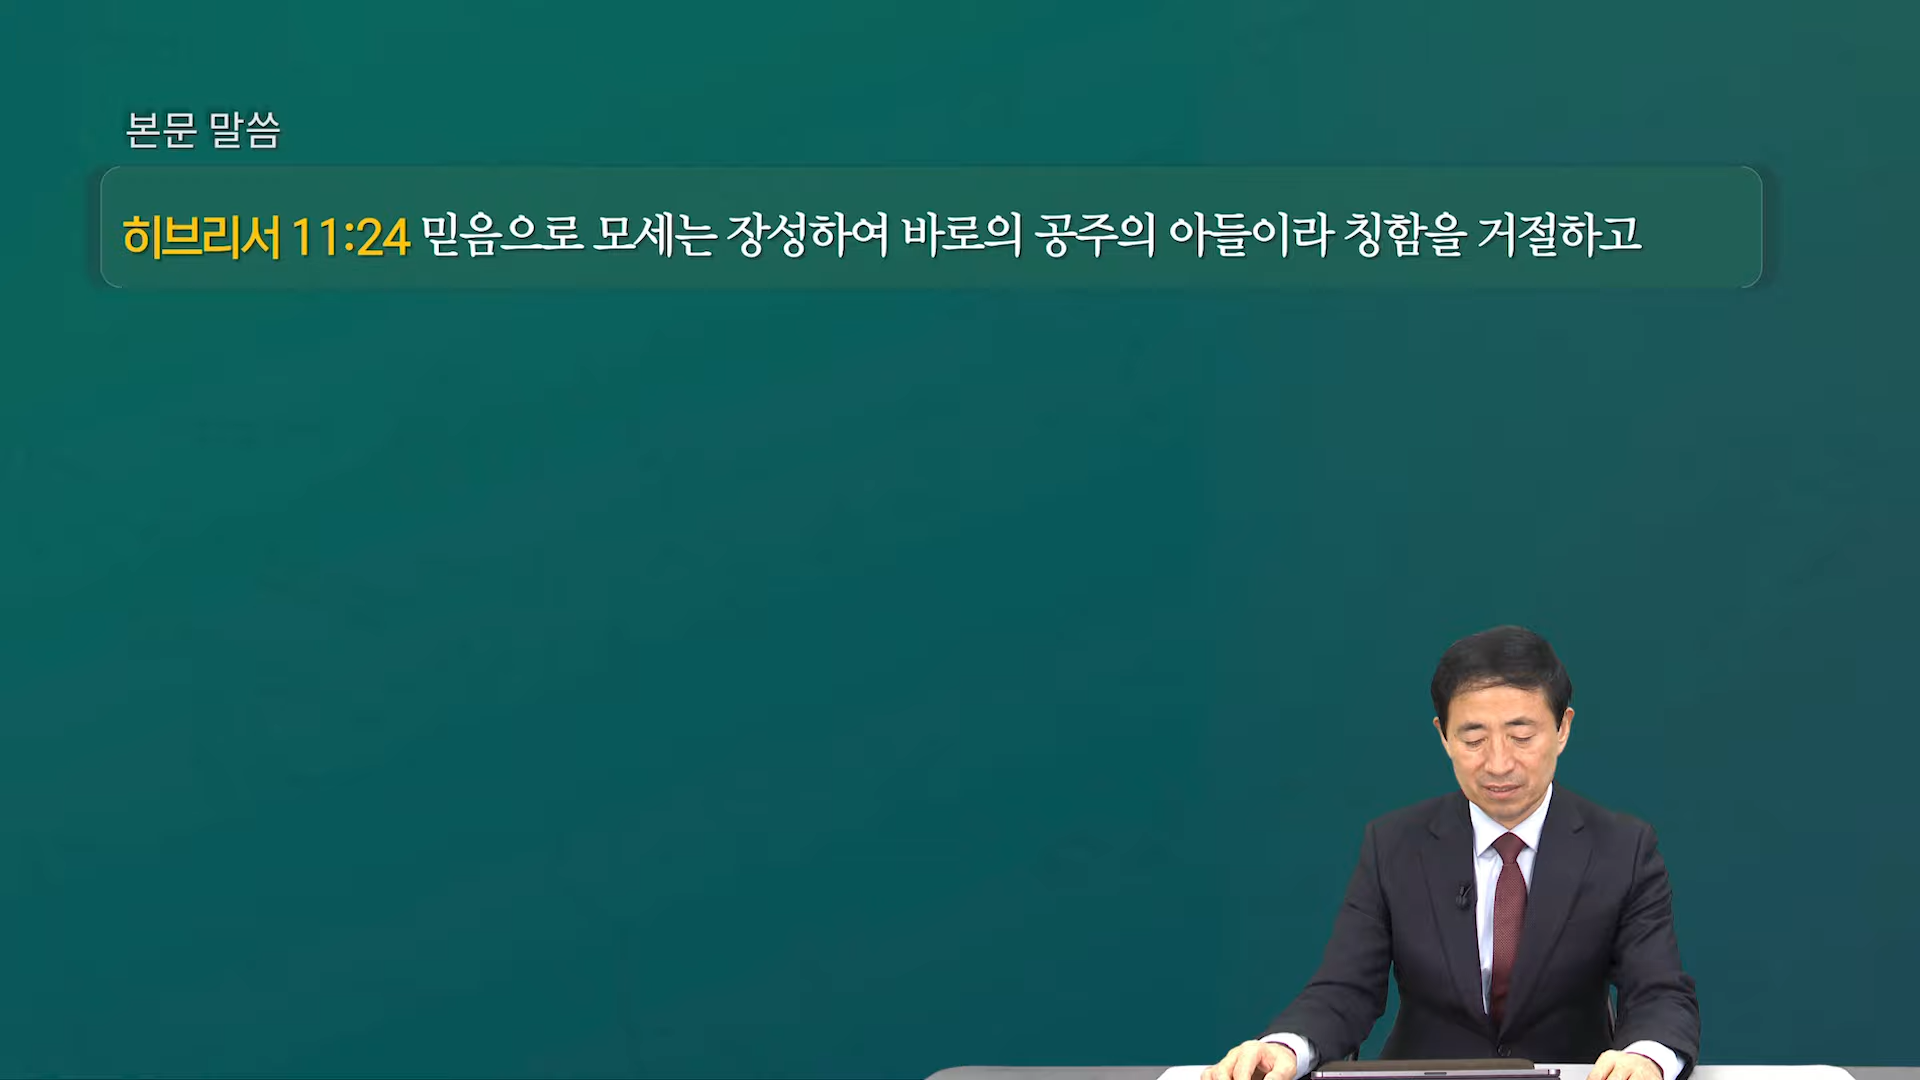 본문 말씀
히브리서 11:24 믿음으로 모세는 장성하여 바로의 공주의 아들이라 칭함을 거절하고